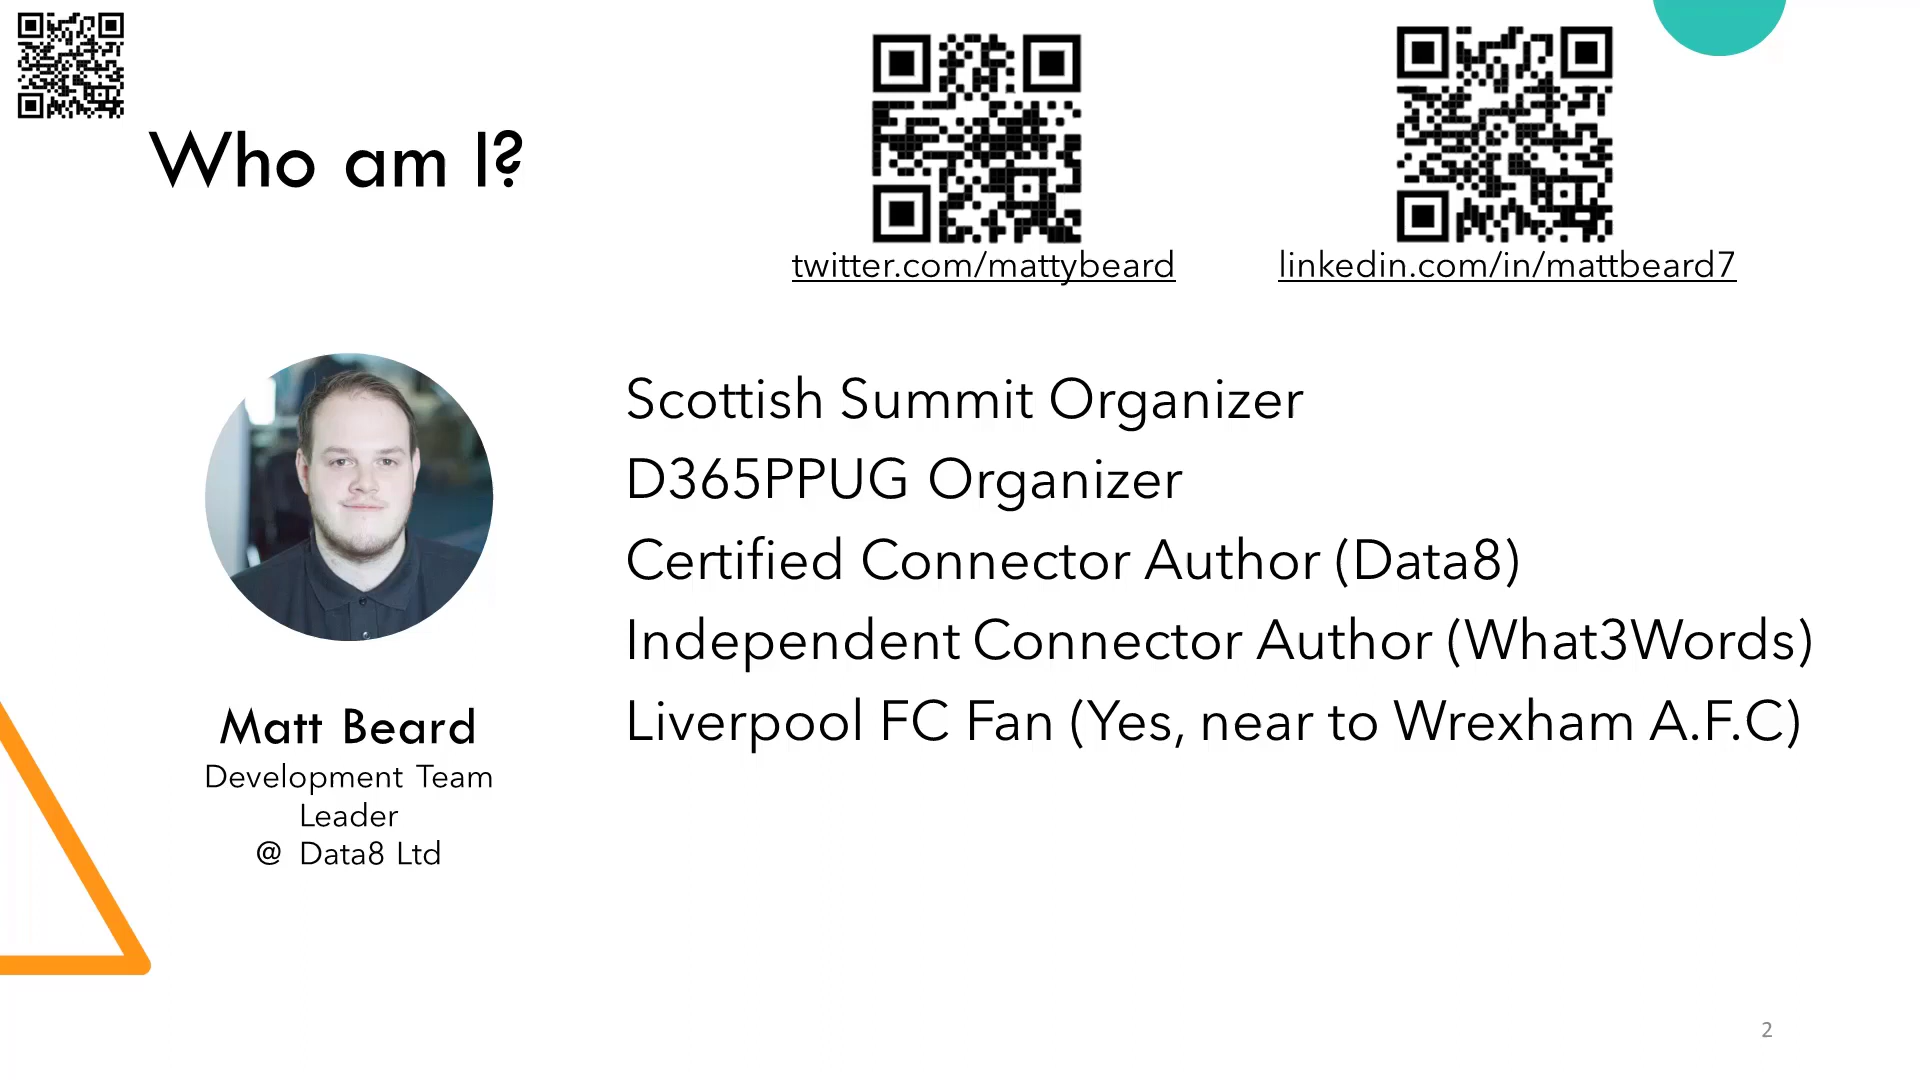 Who am I?
twitter.com/mattybeard
linkedin.com/in/mattbeard7
Scottish Summit Organizer
D365PPUG Organizer
Certified Connector Author (Data8)
Independent Connector Author (What3Words)
Liverpool FC Fan (Yes, near to Wrexham A.F.C)
Matt Beard
Development Team
Leader
@ Data8 Ltd
2